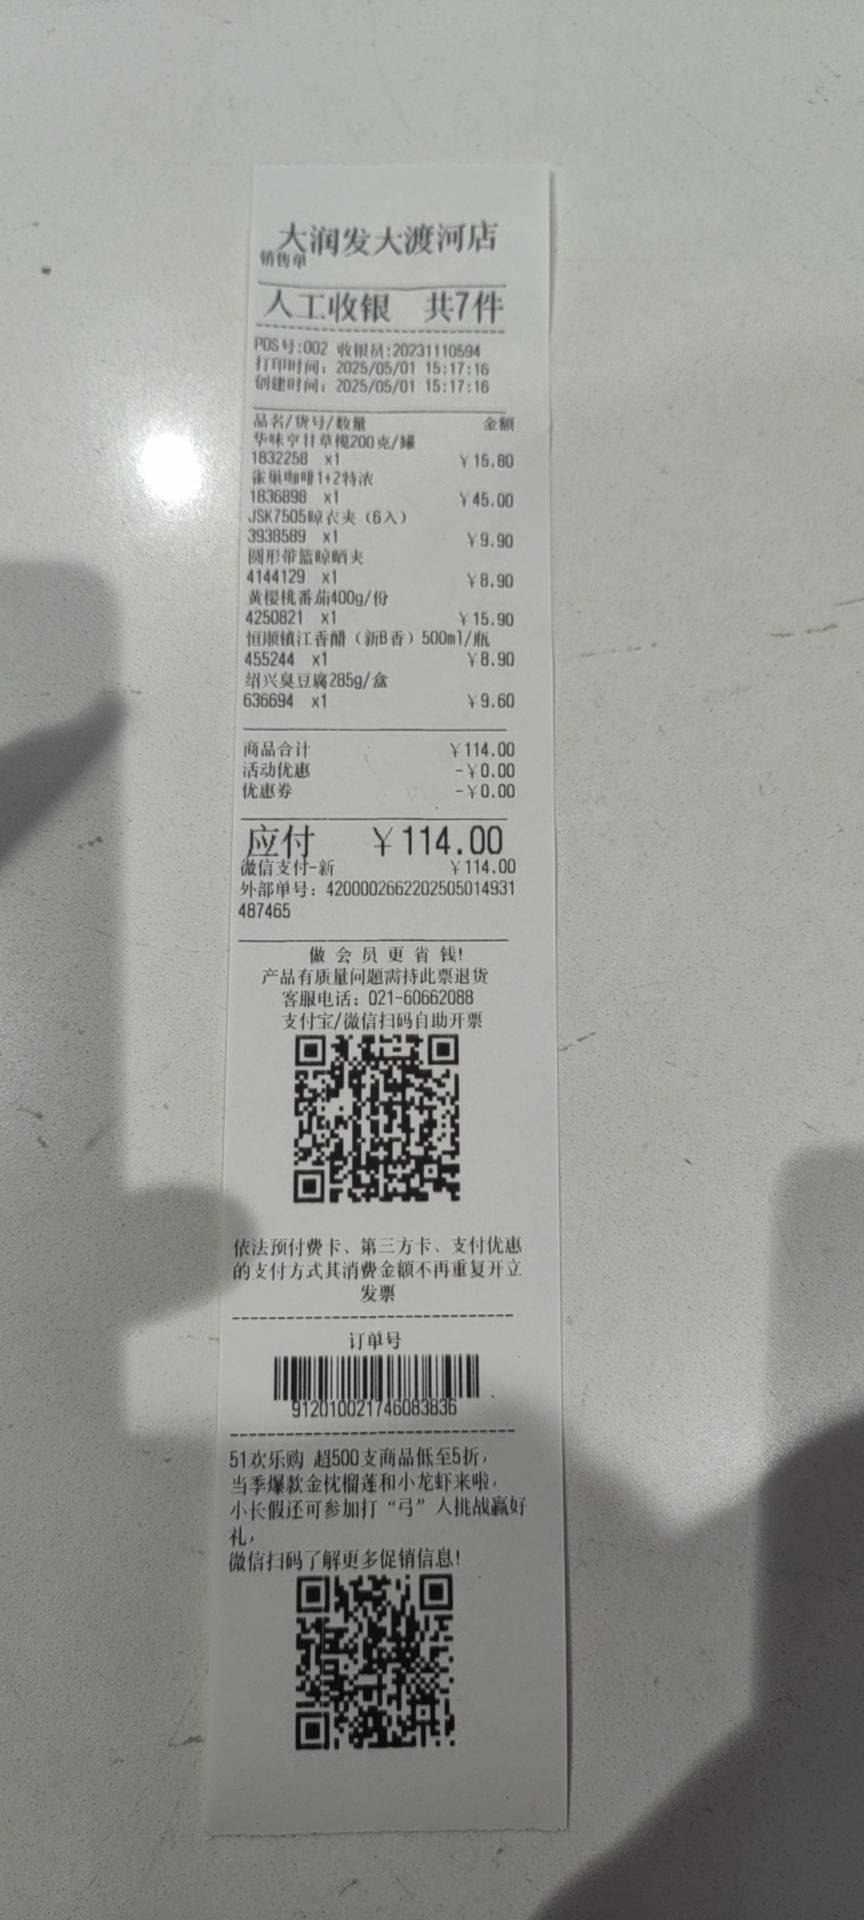 大润发大渡河店
销售单
人工收银 共7件
POS号:002 收银员:20231110594
打印时间: 2025/05/01 15:17:16
创建时间: 2025/05/01 15:17:16
品名/货号/数量 金额
华味亨甘草榄200克/罐
1832258 x1 ¥15.80
雀巢咖啡1+2特浓
1836898 x1 ¥45.00
JSK7505晾衣夹（6入）
3938589 x1 ¥9.90
圆形带篮晾晒夹
4144129 x1 ¥8.90
黄樱桃番茄400g/份
4250821 x1 ¥15.90
恒顺镇江香醋（新B香）500ml/瓶
455244 x1 ¥8.90
绍兴臭豆腐285g/盒
636694 x1 ¥9.60
商品合计 ¥114.00
活动优惠 -¥0.00
优惠券 -¥0.00
应付 ¥114.00
微信支付-新 ¥114.00
外部单号: 4200002662202505014931
487465
做会员更省钱!
产品有质量问题需持此票退货
客服电话: 021-60662088
支付宝/微信扫码自助开票
依法预付费卡、第三方卡、支付优惠
的支付方式其消费金额不再重复开立
发票
订单号
912010021746083836
51欢乐购 超500支商品低至5折,
当季爆款金枕榴莲和小龙虾来啦,
小长假还可参加打“弓”人挑战赢好
礼,
微信扫码了解更多促销信息!